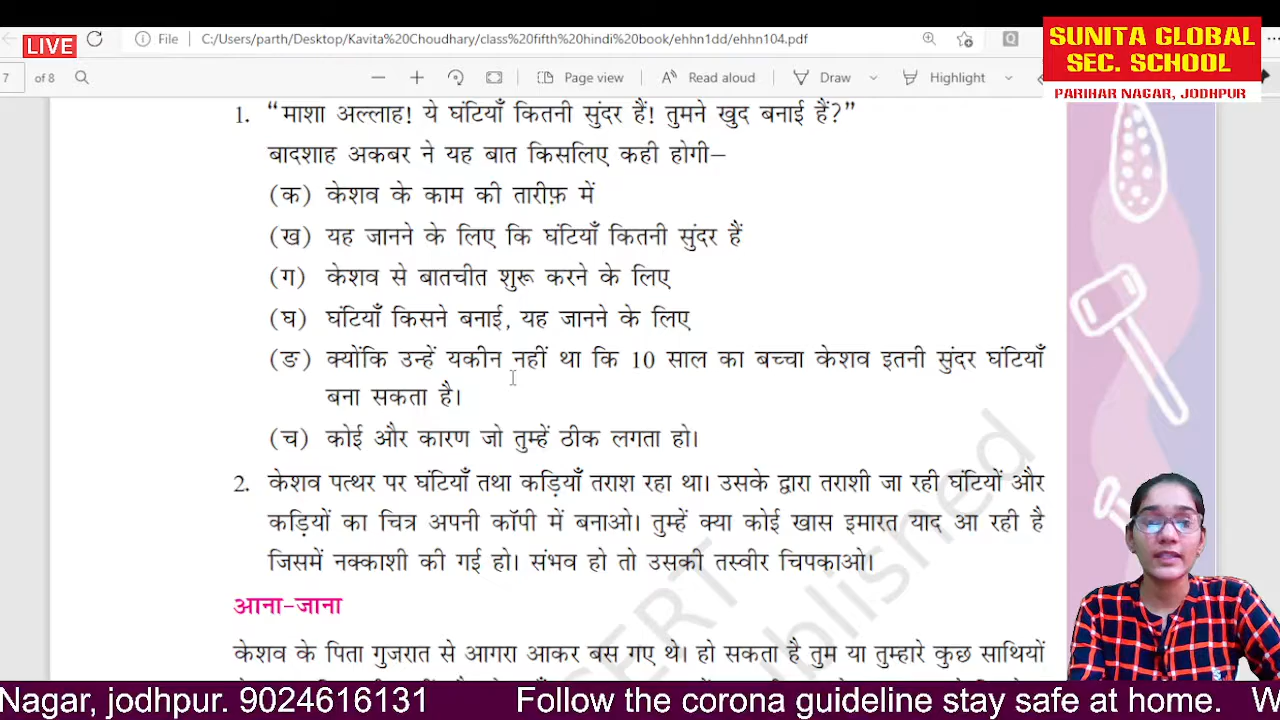 LIVE
File C:/Users/parth/Desktop/Kavita%20Choudhary/class%20fifth%20hindi%20book/ehhn1dd/ehhn104.pdf
SUNITA GLOBAL
SEC. SCHOOL
PARIHAR NAGAR, JODHPUR
7 of 8 Page view Read aloud Draw Highlight
1. “माशा अल्लाह! ये घंटियाँ कितनी सुंदर हैं! तुमने खुद बनाई हैं?”
बादशाह अकबर ने यह बात किसलिए कही होगी–
(क) केशव के काम की तारीफ़ में
(ख) यह जानने के लिए कि घंटियाँ कितनी सुंदर हैं
(ग) केशव से बातचीत शुरू करने के लिए
(घ) घंटियाँ किसने बनाई, यह जानने के लिए
(ङ) क्योंकि उन्हें यकीन नहीं था कि 10 साल का बच्चा केशव इतनी सुंदर घंटियाँ
बना सकता है।
(च) कोई और कारण जो तुम्हें ठीक लगता हो।
2. केशव पत्थर पर घंटियाँ तथा कड़ियाँ तराश रहा था। उसके द्वारा तराशी जा रही घंटियों और
कड़ियों का चित्र अपनी कॉपी में बनाओ। तुम्हें क्या कोई खास इमारत याद आ रही है
जिसमें नक्काशी की गई हो। संभव हो तो उसकी तस्वीर चिपकाओ।
आना-जाना
केशव के पिता गुजरात से आगरा आकर बस गए थे। हो सकता है तुम या तुम्हारे कुछ साथियों
Nagar, jodhpur. 9024616131 Follow the corona guideline stay safe at home. W